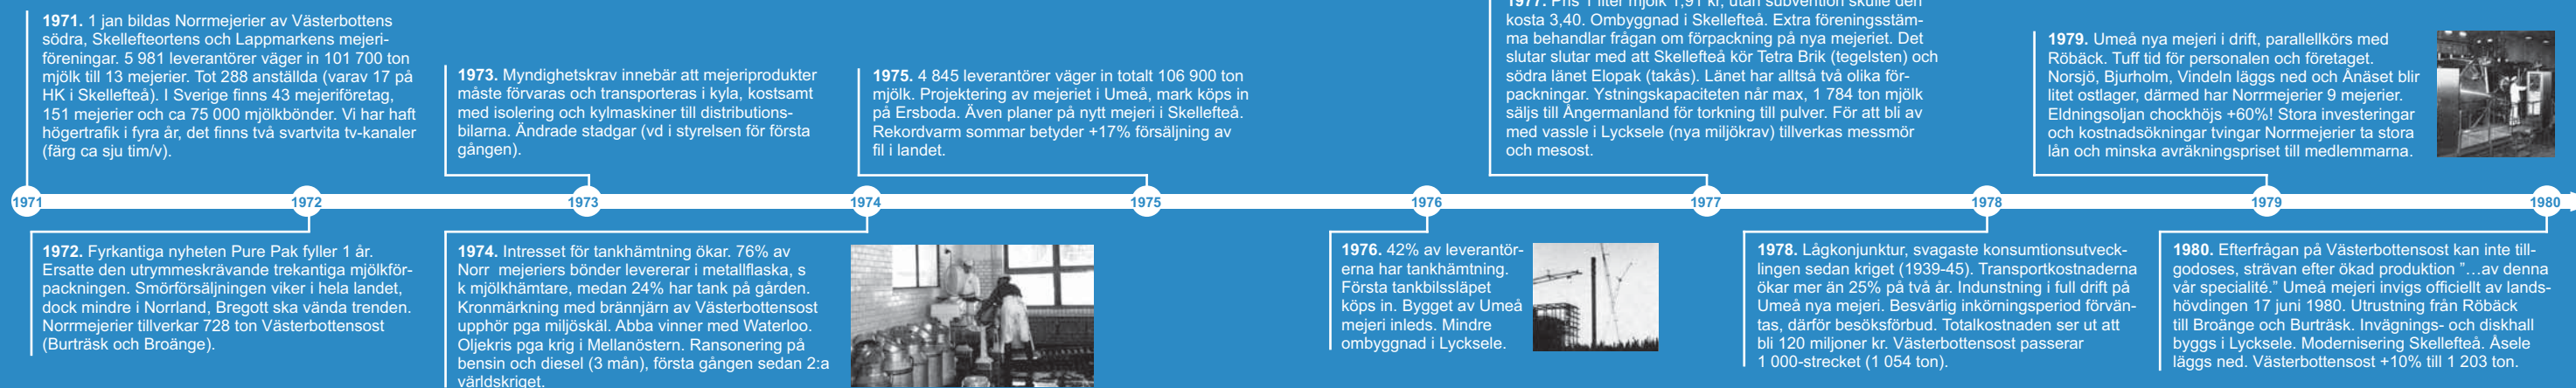 1971. 1 jan bildas Norrmejerier av Västerbottens
södra, Skellefteortens och Lappmarkens mejeri-
föreningar. 5 981 leverantörer väger in 101 700 ton
mjölk till 13 mejerier. Tot 288 anställda (varav 17 på
HK i Skellefteå). I Sverige finns 43 mejeriföretag,
151 mejerier och ca 75 000 mjölkbönder. Vi har haft
högertrafik i fyra år, det finns två svartvita tv-kanaler
(färg ca sju tim/v).
1973. Myndighetskrav innebär att mejeriprodukter
måste förvaras och transporteras i kyla, kostsamt
med isolering och kylmaskiner till distributions-
bilarna. Ändrade stadgar (vd i styrelsen för första
gången).
1975. 4 845 leverantörer väger in totalt 106 900 ton
mjölk. Projektering av mejeriet i Umeå, mark köps in
på Ersboda. Även planer på nytt mejeri i Skellefteå.
Rekordvarm sommar betyder +17% försäljning av
fil i landet.
1977. Pris 1 liter mjölk 1,91 kr, utan subvention skulle den
kosta 3,40. Ombyggnad i Skellefteå. Extra föreningsstäm-
ma behandlar frågan om förpackning på nya mejeriet. Det
slutar slutar med att Skellefteå kör Tetra Brik (tegelsten) och
södra länet Elopak (takås). Länet har alltså två olika för-
packningar. Ystningskapaciteten når max, 1 784 ton mjölk
säljs till Ångermanland för torkning till pulver. För att bli av
med vassle i Lycksele (nya miljökrav) tillverkas messmör
och mesost.
1979. Umeå nya mejeri i drift, parallellkörs med
Röbäck. Tuff tid för personalen och företaget.
Norsjö, Bjurholm, Vindeln läggs ned och Ånäset blir
litet ostlager, därmed har Norrmejerier 9 mejerier.
Eldningsoljan chockhöjs +60%! Stora investeringar
och kostnadsökningar tvingar Norrmejerier ta stora
lån och minska avräkningspriset till medlemmarna.
1971 1972 1973 1974 1975 1976 1977 1978 1979 1980
1972. Fyrkantiga nyheten Pure Pak fyller 1 år.
Ersatte den utrymmeskrävande trekantiga mjölkför-
packningen. Smörförsäljningen viker i hela landet,
dock mindre i Norrland, Bregott ska vända trenden.
Norrmejerier tillverkar 728 ton Västerbottensost
(Burträsk och Broänge).
1974. Intresset för tankhämtning ökar. 76% av
Norr mejeriers bönder levererar i metallflaska, s
k mjölkhämtare, medan 24% har tank på gården.
Kronmärkning med brännjärn av Västerbottensost
upphör pga miljöskäl. Abba vinner med Waterloo.
Oljekris pga krig i Mellanöstern. Ransonering på
bensin och diesel (3 mån), första gången sedan 2:a
världskriget.
1976. 42% av leverantör-
erna har tankhämtning.
Första tankbilssläpet
köps in. Bygget av Umeå
mejeri inleds. Mindre
ombyggnad i Lycksele.
1978. Lågkonjunktur, svagaste konsumtionsutveck-
lingen sedan kriget (1939-45). Transportkostnaderna
ökar mer än 25% på två år. Indunstning i full drift på
Umeå nya mejeri. Besvärlig inkörningsperiod förvän-
tas, därför besöksförbud. Totalkostnaden ser ut att
bli 120 miljoner kr. Västerbottensost passerar
1 000-strecket (1 054 ton).
1980. Efterfrågan på Västerbottensost kan inte till-
godoses, strävan efter ökad produktion ”…av denna
vår specialité.” Umeå mejeri invigs officiellt av lands-
hövdingen 17 juni 1980. Utrustning från Röbäck
till Broänge och Burträsk. Invägnings- och diskhall
byggs i Lycksele. Modernisering Skellefteå. Åsele
läggs ned. Västerbottensost +10% till 1 203 ton.